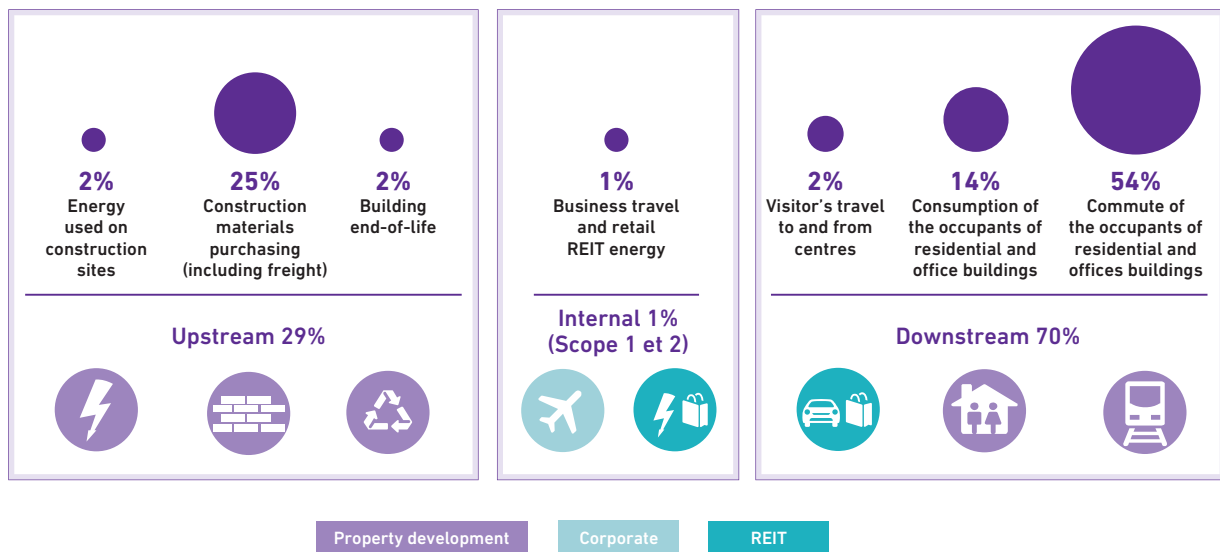 2%
Energy
used on
construction
sites
25%
Construction
materials
purchasing
(including freight)
2%
Building
end-of-life
Upstream 29%
1%
Business travel
and retail
REIT energy
Internal 1%
(Scope 1 et 2)
2%
Visitor's travel
to and from
centres
14%
Consumption of
the occupants of
residential and
office buildings
54%
Commute of
the occupants of
residential and
offices buildings
Downstream 70%
Property development
Corporate
REIT